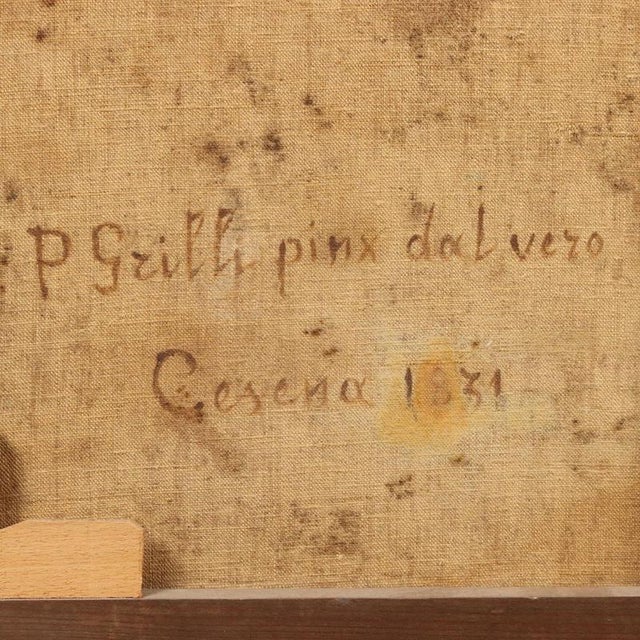 P Grilli pinx dal vero
Cesena 1831